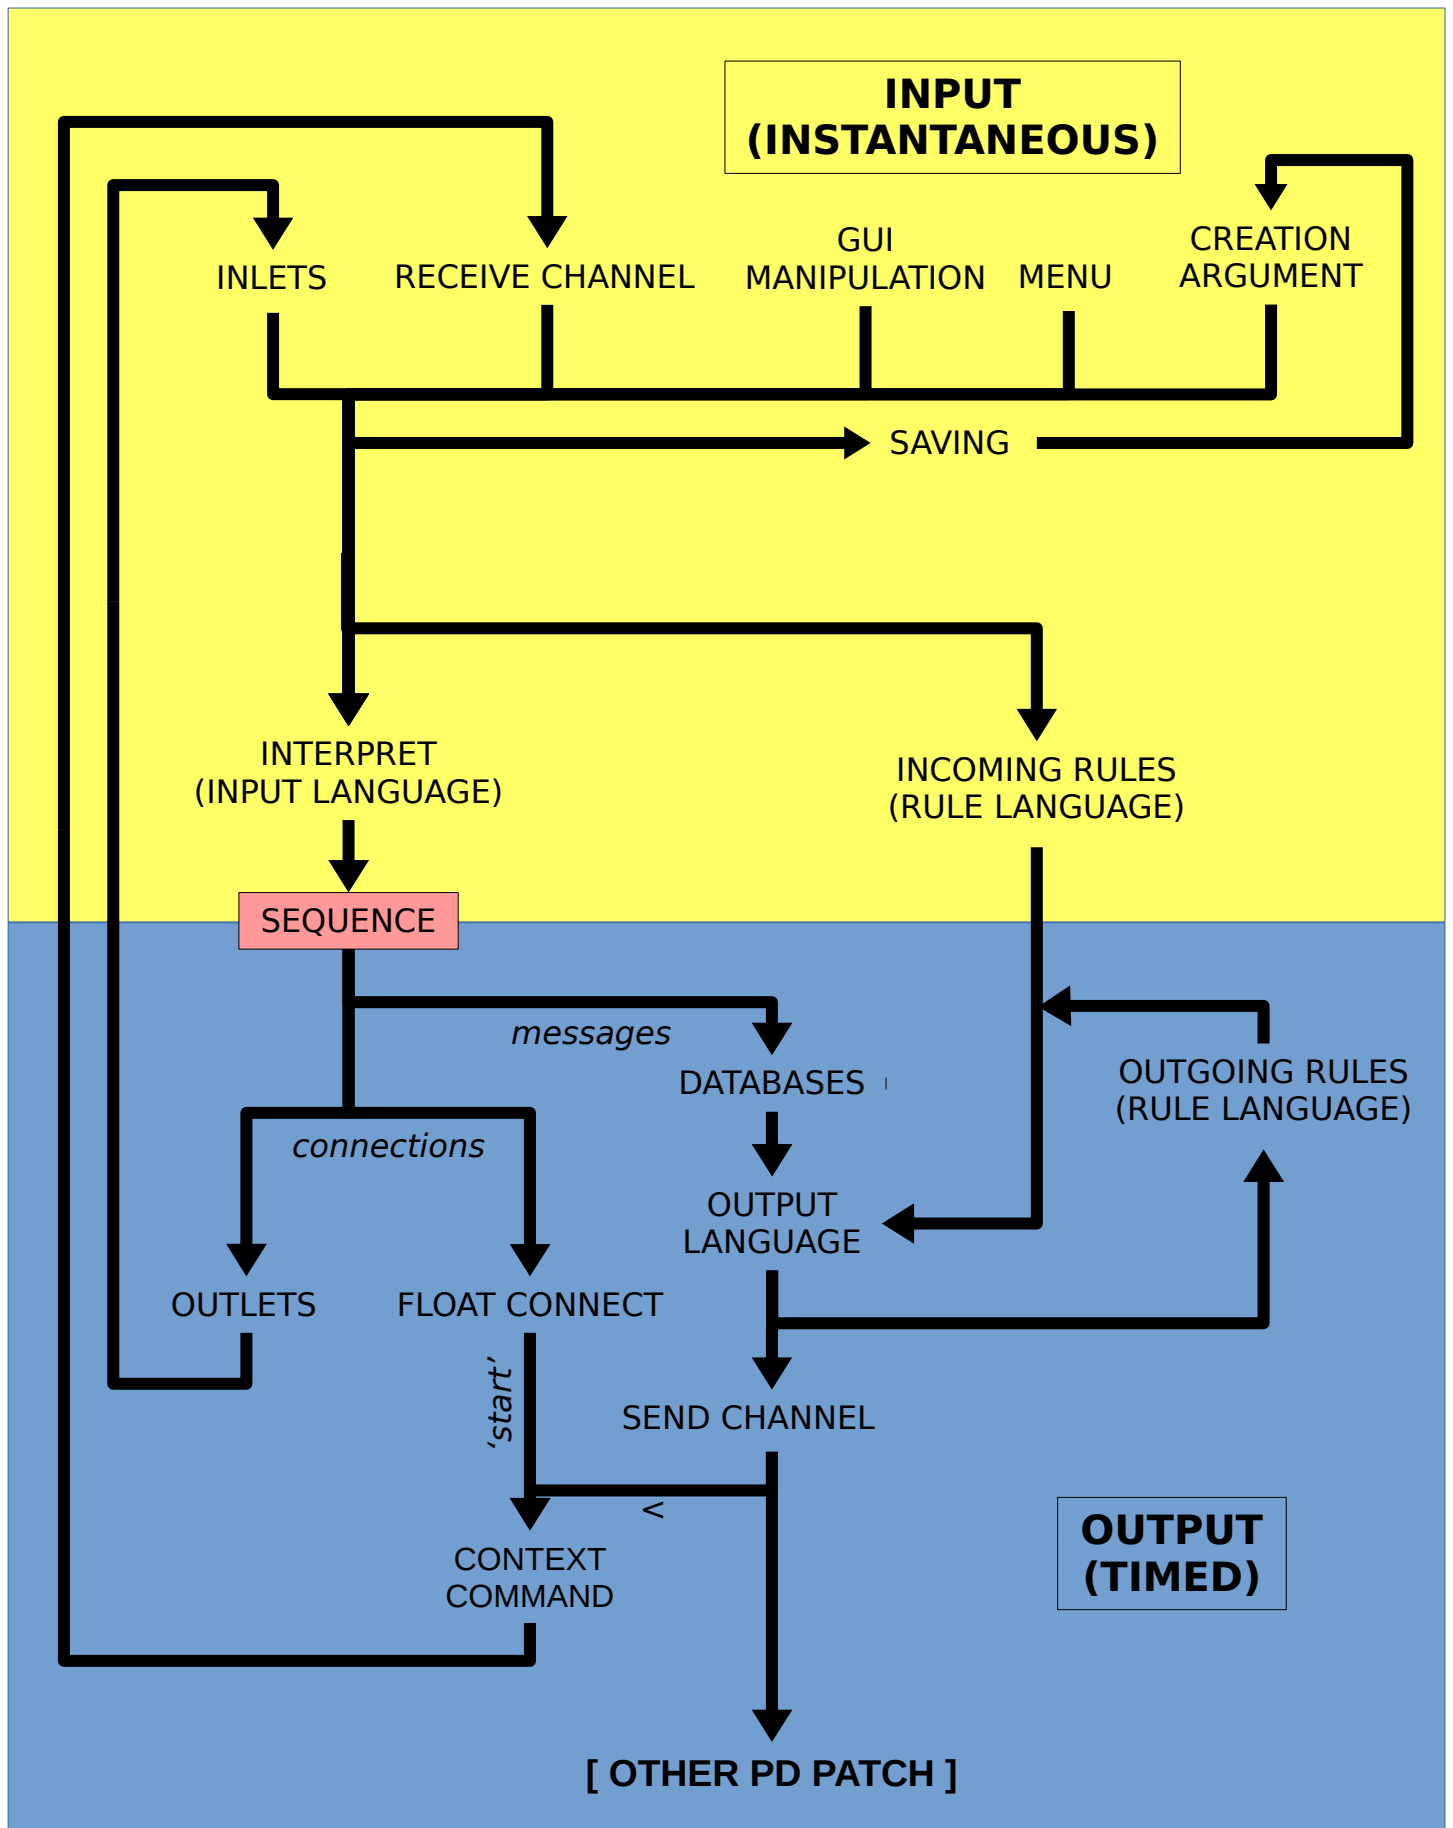 INPUT
(INSTANTANEOUS)
INLETS
RECEIVE CHANNEL
GUI
MANIPULATION
MENU
CREATION
ARGUMENT
SAVING
INTERPRET
(INPUT LANGUAGE)
INCOMING RULES
(RULE LANGUAGE)
SEQUENCE
messages
DATABASES
OUTGOING RULES
(RULE LANGUAGE)
connections
OUTPUT
LANGUAGE
OUTLETS
FLOAT CONNECT
‘start’
SEND CHANNEL
<
CONTEXT
COMMAND
OUTPUT
(TIMED)
[ OTHER PD PATCH ]